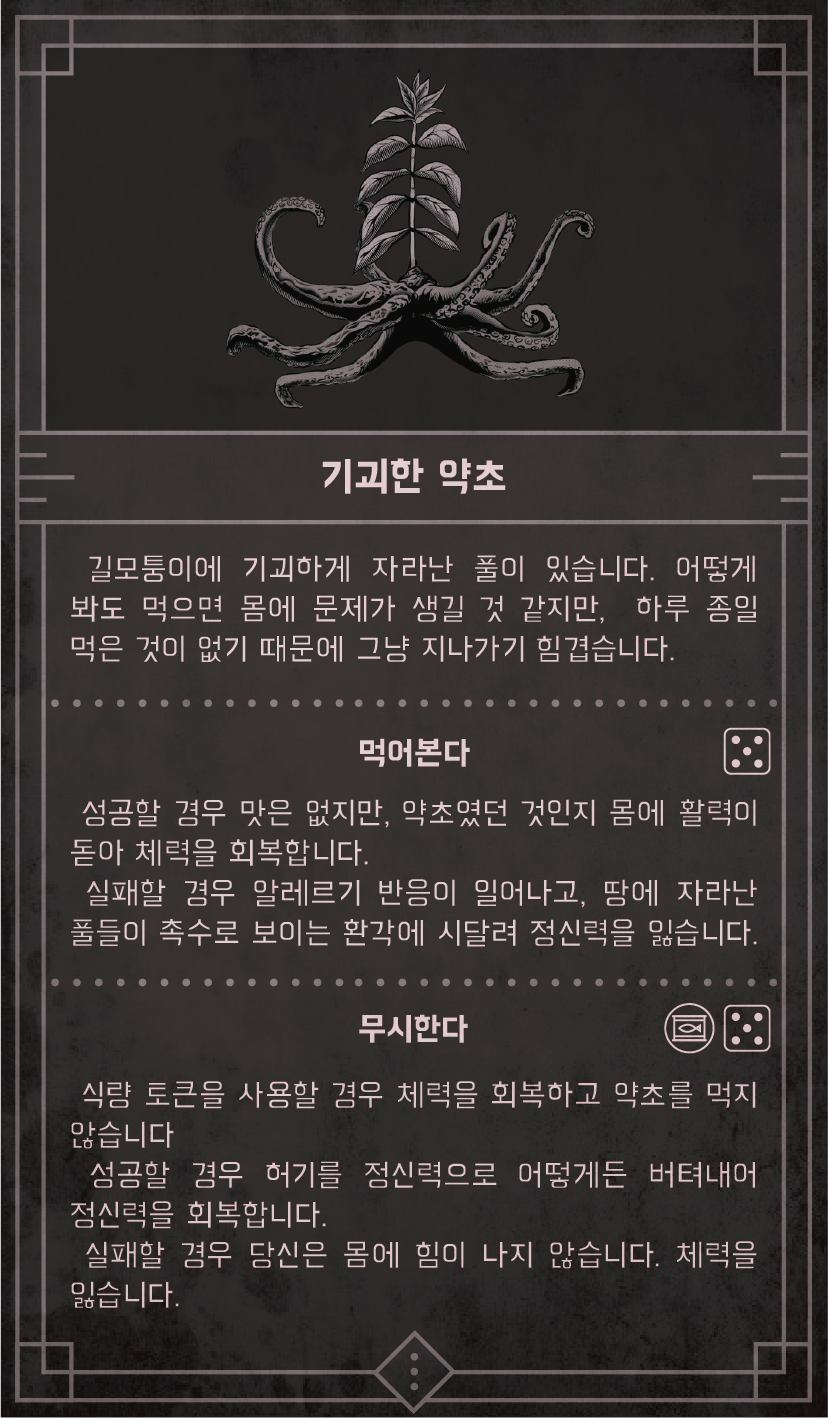 기괴한 약초
길모퉁이에 기괴하게 자라난 풀이 있습니다. 어떻게
봐도 먹으면 몸에 문제가 생길 것 같지만, 하루 종일
먹은 것이 없기 때문에 그냥 지나가기 힘겹습니다.
먹어본다
성공할 경우 맛은 없지만, 약초였던 것인지 몸에 활력이
돋아 체력을 회복합니다.
실패할 경우 알레르기 반응이 일어나고, 땅에 자라난
풀들이 촉수로 보이는 환각에 시달려 정신력을 잃습니다.
무시한다
식량 토큰을 사용할 경우 체력을 회복하고 약초를 먹지
않습니다
성공할 경우 허기를 정신력으로 어떻게든 버텨내어
정신력을 회복합니다.
실패할 경우 당신은 몸에 힘이 나지 않습니다. 체력을
잃습니다.